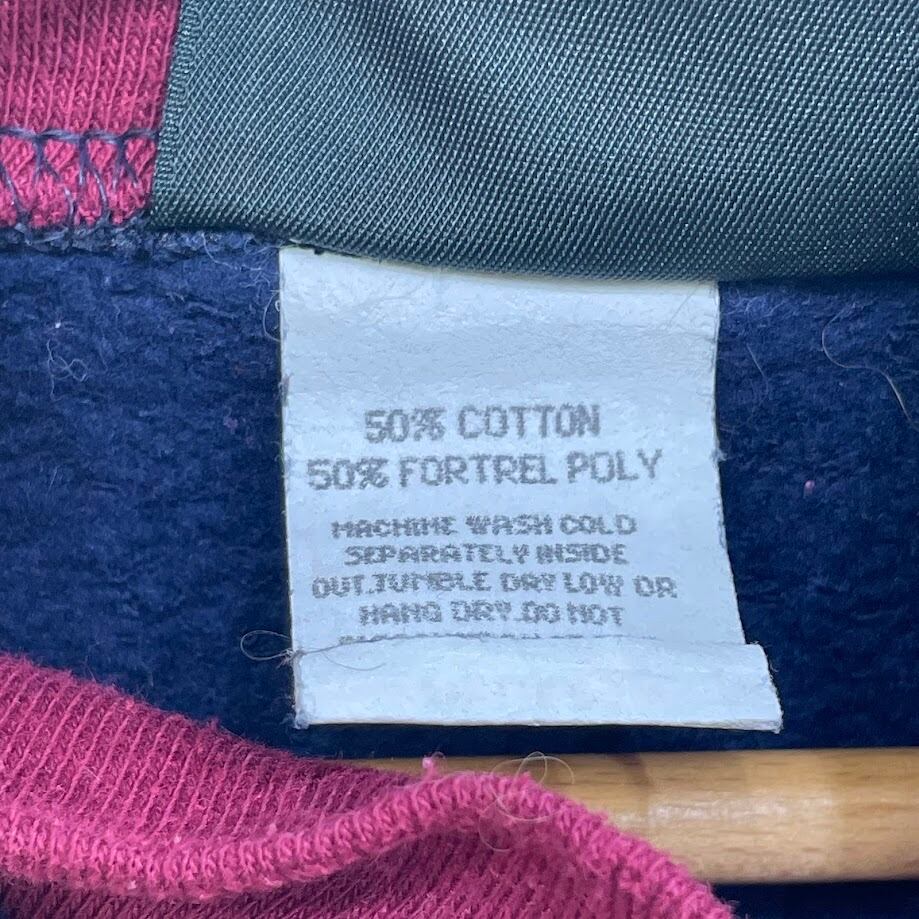 50% COTTON
50% FORTREL POLY
MACHINE WASH COLD
SEPARATELY INSIDE
OUT.TUMBLE DRY LOW OR
HANG DRY.DO NOT